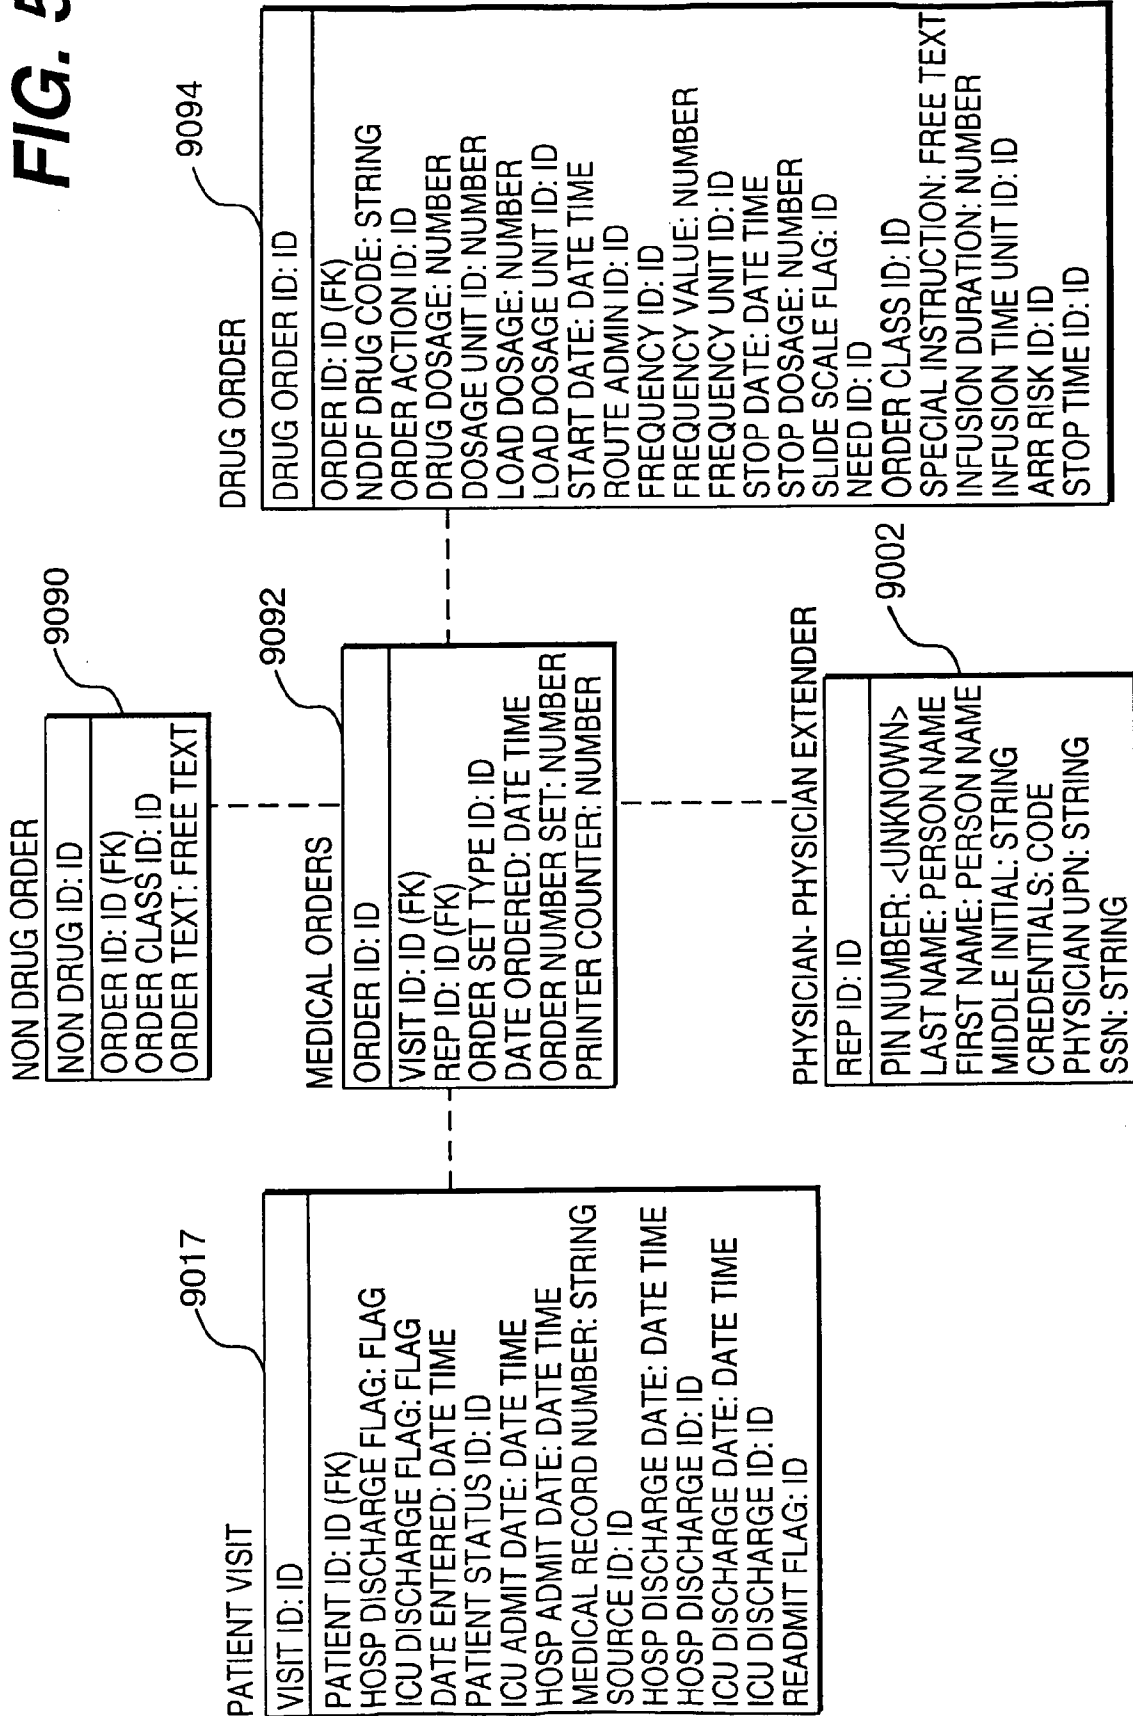 FIG. 5
PATIENT VISIT
9017
VISIT ID: ID
PATIENT ID: ID (FK)
HOSP DISCHARGE FLAG: FLAG
ICU DISCHARGE FLAG: FLAG
DATE ENTERED: DATE TIME
PATIENT STATUS ID: ID
ICU ADMIT DATE: DATE TIME
HOSP ADMIT DATE: DATE TIME
MEDICAL RECORD NUMBER: STRING
SOURCE ID: ID
HOSP DISCHARGE DATE: DATE TIME
HOSP DISCHARGE ID: ID
ICU DISCHARGE DATE: DATE TIME
ICU DISCHARGE ID: ID
READMIT FLAG: ID
NON DRUG ORDER
9090
NON DRUG ID: ID
ORDER ID: ID (FK)
ORDER CLASS ID: ID
ORDER TEXT: FREE TEXT
MEDICAL ORDERS
9092
ORDER ID: ID
VISIT ID: ID (FK)
REP ID: ID (FK)
ORDER SET TYPE ID: ID
DATE ORDERED: DATE TIME
ORDER NUMBER SET: NUMBER
PRINTER COUNTER: NUMBER
PHYSICIAN- PHYSICIAN EXTENDER
9002
REP ID: ID
PIN NUMBER: <UNKNOWN>
LAST NAME: PERSON NAME
FIRST NAME: PERSON NAME
MIDDLE INITIAL: STRING
CREDENTIALS: CODE
PHYSICIAN UPN: STRING
SSN: STRING
DRUG ORDER
9094
DRUG ORDER ID: ID
ORDER ID: ID (FK)
NDDF DRUG CODE: STRING
ORDER ACTION ID: ID
DRUG DOSAGE: NUMBER
DOSAGE UNIT ID: NUMBER
LOAD DOSAGE: NUMBER
LOAD DOSAGE UNIT ID: ID
START DATE: DATE TIME
ROUTE ADMIN ID: ID
FREQUENCY ID: ID
FREQUENCY VALUE: NUMBER
FREQUENCY UNIT ID: ID
STOP DATE: DATE TIME
STOP DOSAGE: NUMBER
SLIDE SCALE FLAG: ID
NEED ID: ID
ORDER CLASS ID: ID
SPECIAL INSTRUCTION: FREE TEXT
INFUSION DURATION: NUMBER
INFUSION TIME UNIT ID: ID
ARR RISK ID: ID
STOP TIME ID: ID